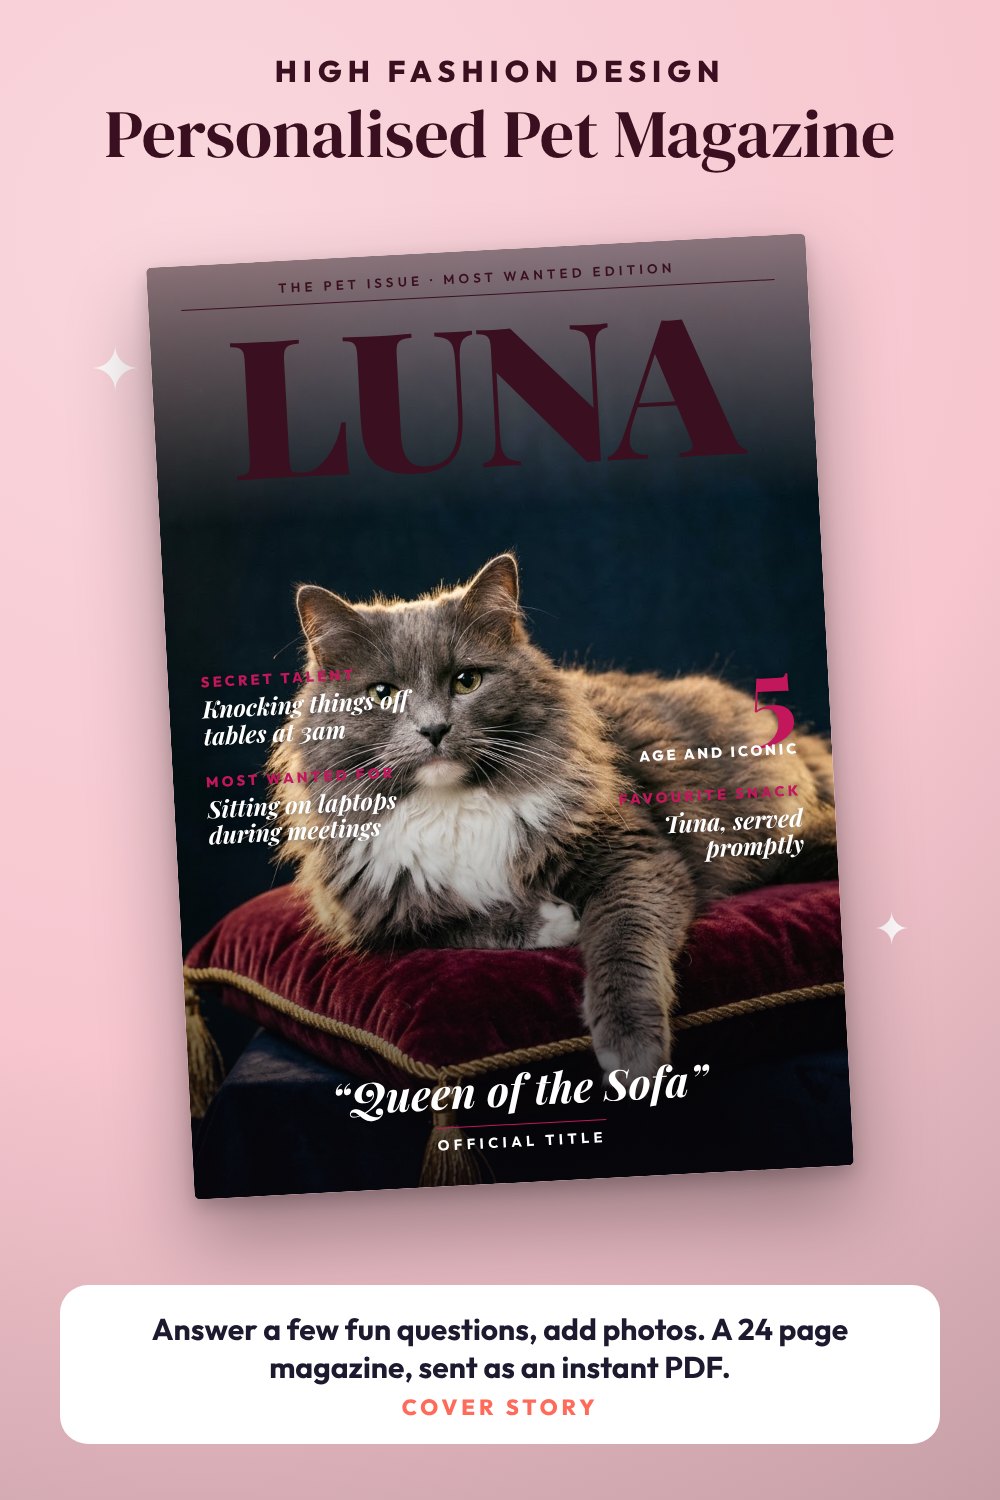 HIGH FASHION DESIGN
Personalised Pet Magazine
THE PET ISSUE · MOST WANTED EDITION
LUNA
SECRET TALENT
Knocking things off
tables at 3am
MOST WANTED FOR
Sitting on laptops
during meetings
5
AGE AND ICONIC
FAVOURITE SNACK
Tuna, served
promptly
“Queen of the Sofa”
OFFICIAL TITLE
Answer a few fun questions, add photos. A 24 page
magazine, sent as an instant PDF.
COVER STORY